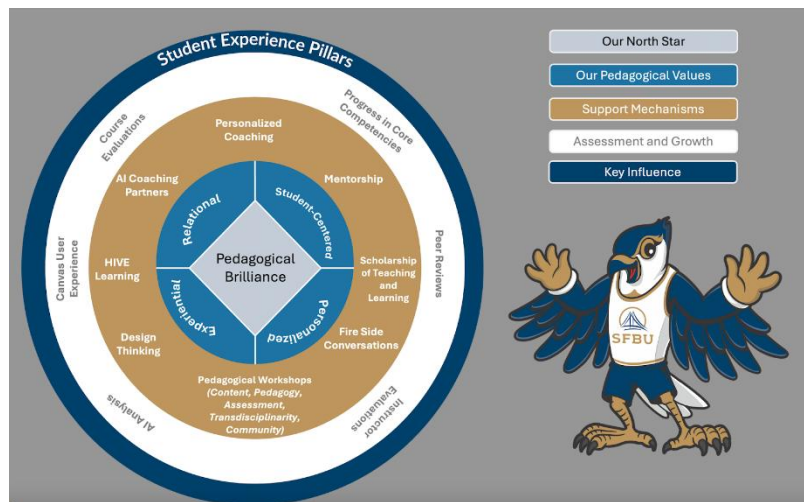 Student Experience Pillars
Course
Evaluations
Progress in Core
Competencies
Canvas User
Experience
Peer Reviews
AI Analysis
Instructor
Evaluations
Personalized
Coaching
AI Coaching
Partners
Mentorship
HIVE
Learning
Scholarship
of Teaching
and
Learning
Design
Thinking
Fire Side
Conversations
Pedagogical Workshops
(Content, Pedagogy,
Assessment,
Transdisciplinarity,
Community)
Relational
Student-Centered
Experiential
Personalized
Pedagogical
Brilliance
Our North Star
Our Pedagogical Values
Support Mechanisms
Assessment and Growth
Key Influence
SFBU